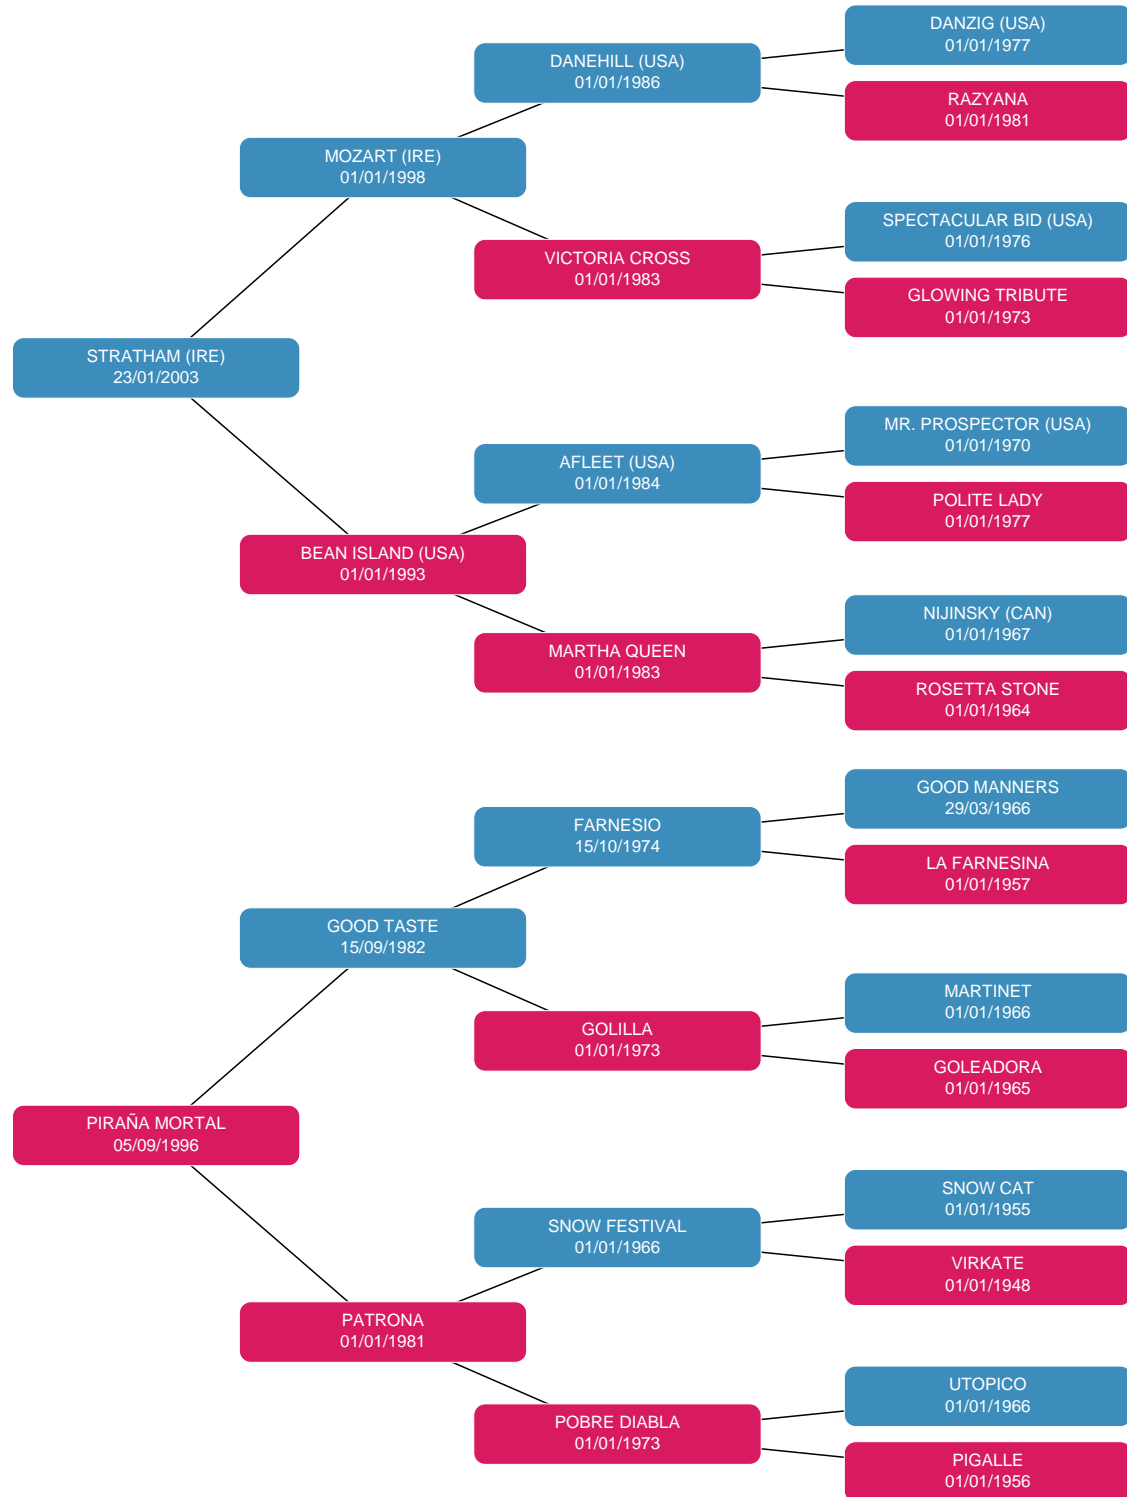 DANZIG (USA)
01/01/1977
DANEHILL (USA)
01/01/1986
RAZYANA
01/01/1981
MOZART (IRE)
01/01/1998
SPECTACULAR BID (USA)
01/01/1976
VICTORIA CROSS
01/01/1983
GLOWING TRIBUTE
01/01/1973
STRATHAM (IRE)
23/01/2003
MR. PROSPECTOR (USA)
01/01/1970
AFLEET (USA)
01/01/1984
POLITE LADY
01/01/1977
BEAN ISLAND (USA)
01/01/1993
NIJINSKY (CAN)
01/01/1967
MARTHA QUEEN
01/01/1983
ROSETTA STONE
01/01/1964
GOOD MANNERS
29/03/1966
FARNESIO
15/10/1974
LA FARNESINA
01/01/1957
GOOD TASTE
15/09/1982
MARTINET
01/01/1966
GOLILLA
01/01/1973
GOLEADORA
01/01/1965
PIRAÑA MORTAL
05/09/1996
SNOW CAT
01/01/1955
SNOW FESTIVAL
01/01/1966
VIRKATE
01/01/1948
PATRONA
01/01/1981
UTOPICO
01/01/1966
POBRE DIABLA
01/01/1973
PIGALLE
01/01/1956